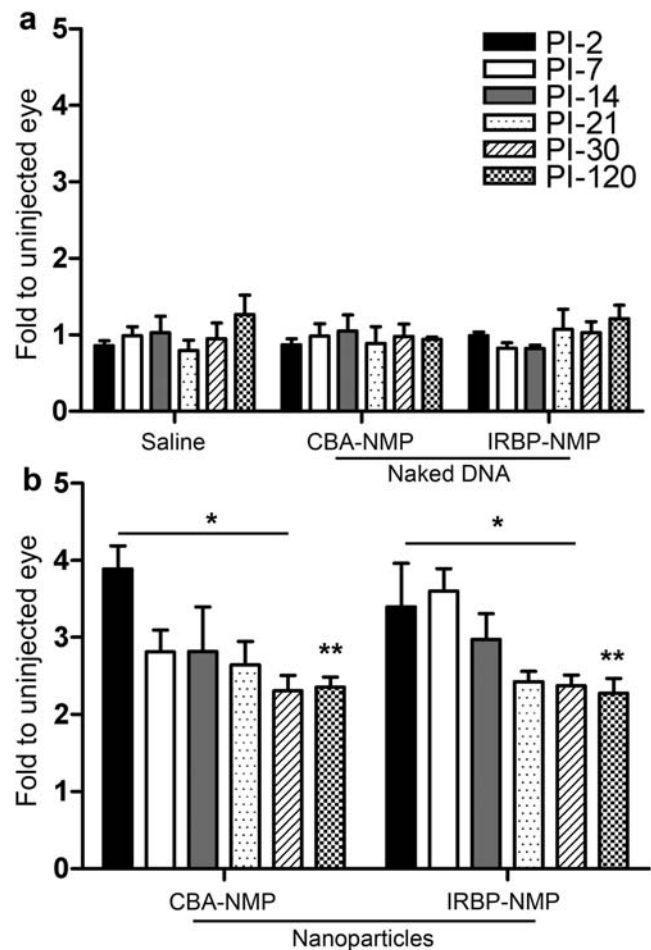 a
5
4
3
2
1
0
Fold to uninjected eye
PI-2
PI-7
PI-14
PI-21
PI-30
PI-120
Saline
CBA-NMP
IRBP-NMP
Naked DNA
b
5
4
3
2
1
0
Fold to uninjected eye
*
**
*
**
CBA-NMP
IRBP-NMP
Nanoparticles